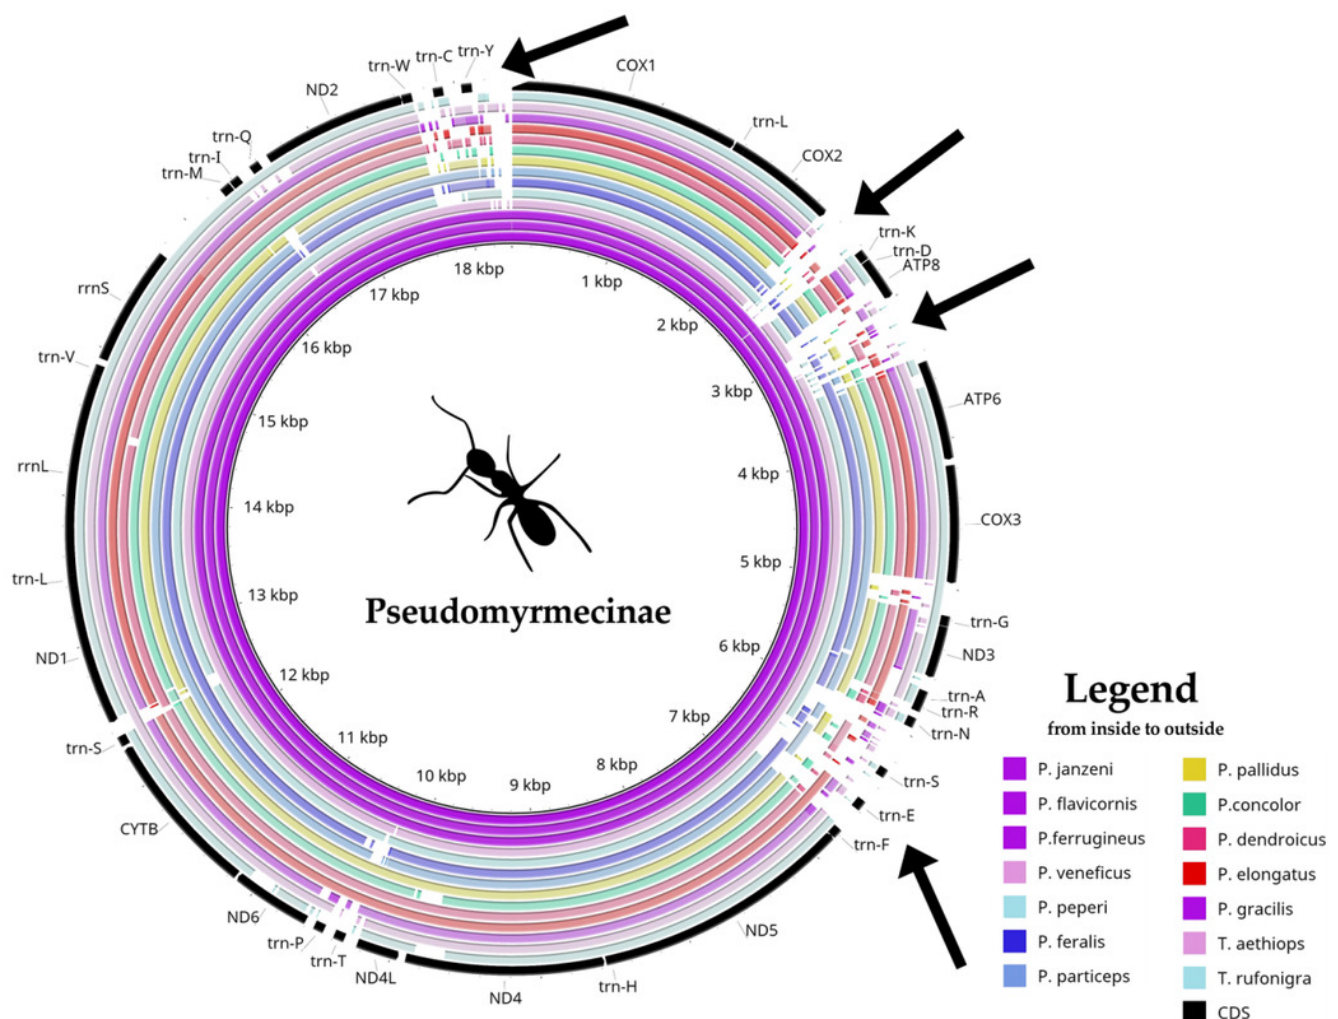 trn-Y
trn-C
trn-W
COX1
ND2
trn-L
trn-Q
COX2
trn-I
trn-M
trn-K
trn-D
ATP8
18 kbp
1 kbp
17 kbp
2 kbp
rrnS
16 kbp
trn-V
3 kbp
ATP6
15 kbp
rrnL
4 kbp
14 kbp
COX3
5 kbp
trn-L
13 kbp
Pseudomyrmecinae
trn-G
6 kbp
ND3
ND1
12 kbp
trn-A
trn-R
7 kbp
trn-N
11 kbp
trn-S
8 kbp
10 kbp
9 kbp
trn-S
trn-E
CYTB
trn-F
ND6
ND5
trn-P
trn-T
ND4L
trn-H
ND4
Legend
from inside to outside
P. janzeni
P. flavicornis
P.ferrugineus
P. veneficus
P. peperi
P. feralis
P. particeps
P. pallidus
P.concolor
P. dendroicus
P. elongatus
P. gracilis
T. aethiops
T. rufonigra
CDS